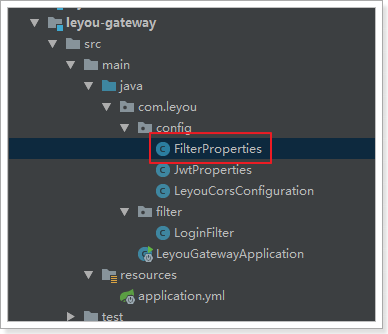 leyou-gateway
src
main
java
com.leyou
config
FilterProperties
JwtProperties
LeyouCorsConfiguration
filter
LoginFilter
LeyouGatewayApplication
resources
application.yml
test